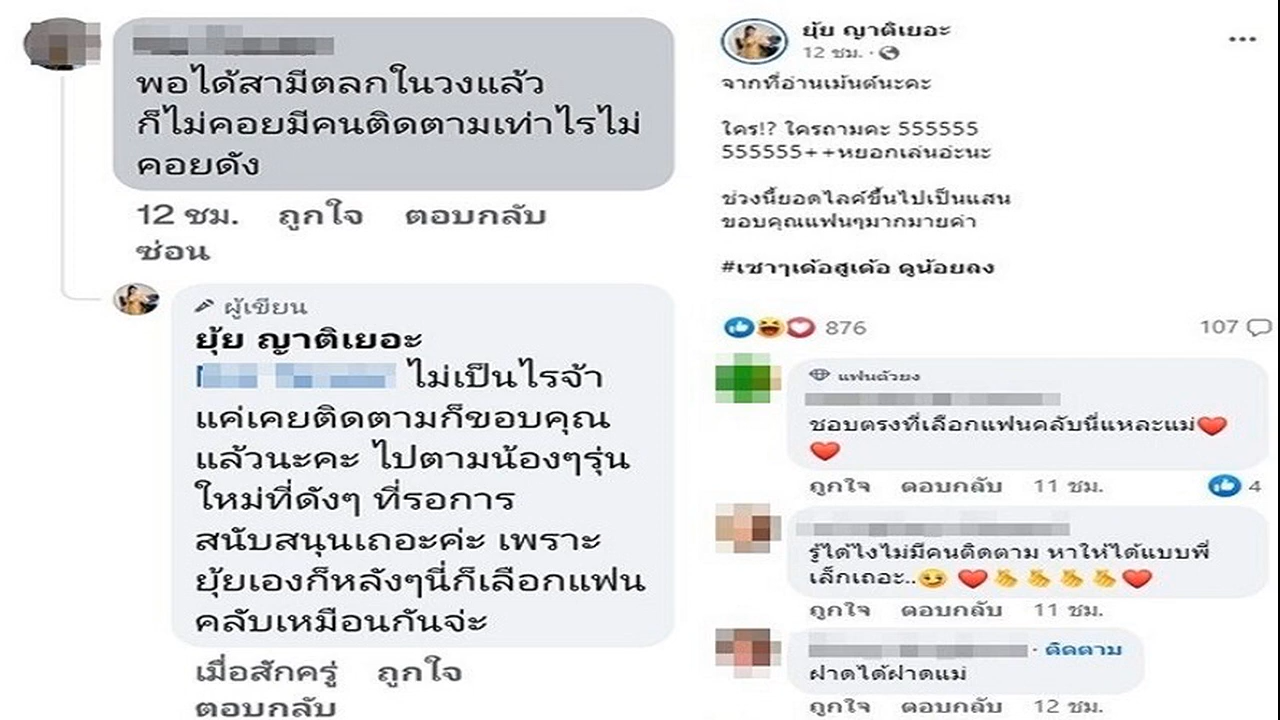 พอได้สามีตลกในวงแล้ว
ก็ไม่คอยมีคนติดตามเท่าไรไม่
คอยดัง
12 ชม. ถูกใจ ตอบกลับ
ซ่อน
ผู้เขียน
ยุ้ย ญาติเยอะ
ไม่เป็นไรจ้า
แค่เคยติดตามก็ขอบคุณ
แล้วนะคะ ไปตามน้องๆรุ่น
ใหม่ที่ดังๆ ที่รอการ
สนับสนุนเถอะค่ะ เพราะ
ยุ้ยเองก็หลังๆนี่ก็เลือกแฟน
คลับเหมือนกันจ่ะ
เมื่อสักครู่ ถูกใจ
ตอบกลับ
ยุ้ย ญาติเยอะ
12 ชม. ·
จากที่อ่านเม้นต์นะคะ
ใคร!? ใครถามคะ 555555
555555++หยอกเล่นอ่ะนะ
ช่วงนี้ยอดไลค์ขึ้นไปเป็นแสน
ขอบคุณแฟนๆมากมายค่า
#เซาๆเด้อสูเด้อ ดูน้อยลง
876 107
แฟนตัวยง
ชอบตรงที่เลือกแฟนคลับนี่แหละแม่❤️
❤️
ถูกใจ ตอบกลับ 11 ชม. 4
รู้ได้ไงไม่มีคนติดตาม หาให้ได้แบบพี่
เล็กเถอะ..
ถูกใจ ตอบกลับ 11 ชม.
· ติดตาม
ฝาดได้ฝาดแม่
ถูกใจ ตอบกลับ 12 ชม.